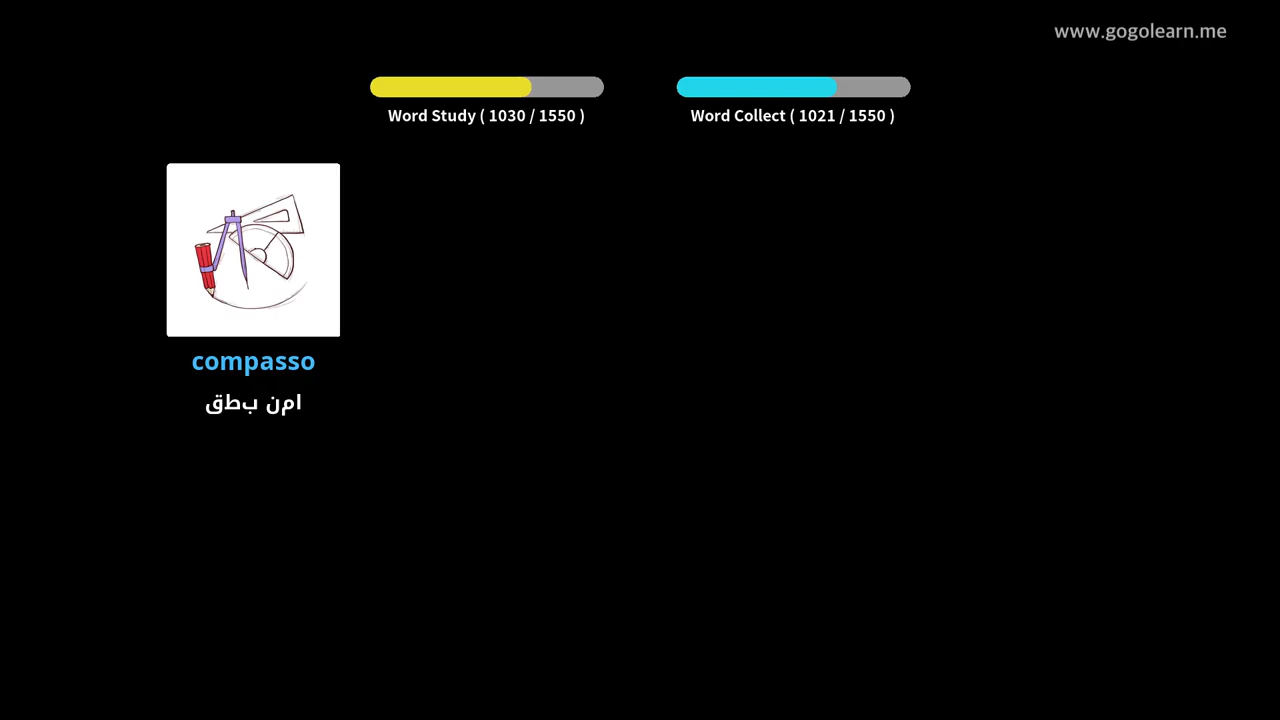 www.gogolearn.me
Word Study ( 1030 / 1550 )
Word Collect ( 1021 / 1550 )
compasso
امن بطق